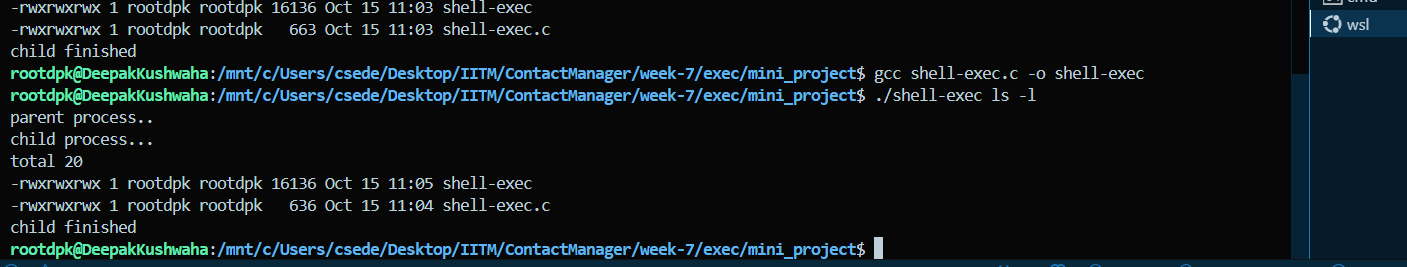 -rwxrwxrwx 1 rootdpk rootdpk 16136 Oct 15 11:03 shell-exec
-rwxrwxrwx 1 rootdpk rootdpk   663 Oct 15 11:03 shell-exec.c
child finished
rootdpk@DeepakKushwaha:/mnt/c/Users/csede/Desktop/IITM/ContactManager/week-7/exec/mini_project$ gcc shell-exec.c -o shell-exec
rootdpk@DeepakKushwaha:/mnt/c/Users/csede/Desktop/IITM/ContactManager/week-7/exec/mini_project$ ./shell-exec ls -l
parent process..
child process...
total 20
-rwxrwxrwx 1 rootdpk rootdpk 16136 Oct 15 11:05 shell-exec
-rwxrwxrwx 1 rootdpk rootdpk   636 Oct 15 11:04 shell-exec.c
child finished
rootdpk@DeepakKushwaha:/mnt/c/Users/csede/Desktop/IITM/ContactManager/week-7/exec/mini_project$
cmd
wsl